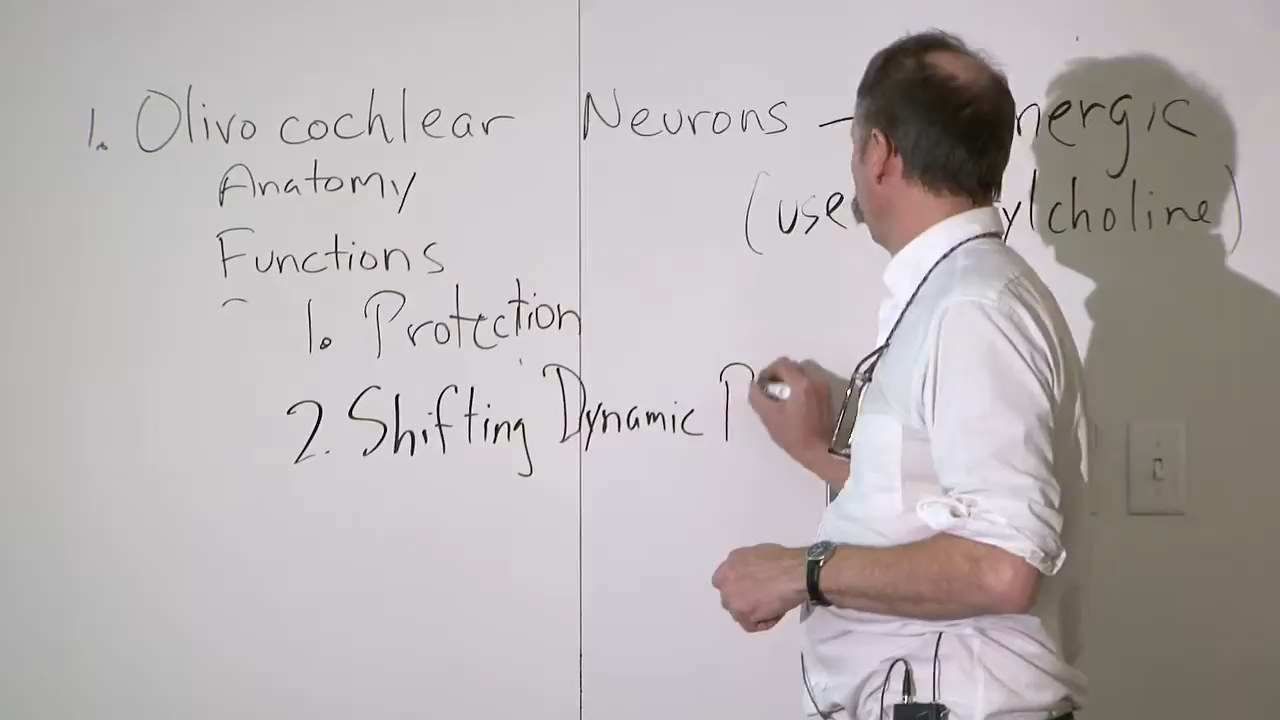 1. Olivocochlear Neurons – nergic
Anatomy (use ylcholine)
Functions
1. Protection
2. Shifting Dynamic